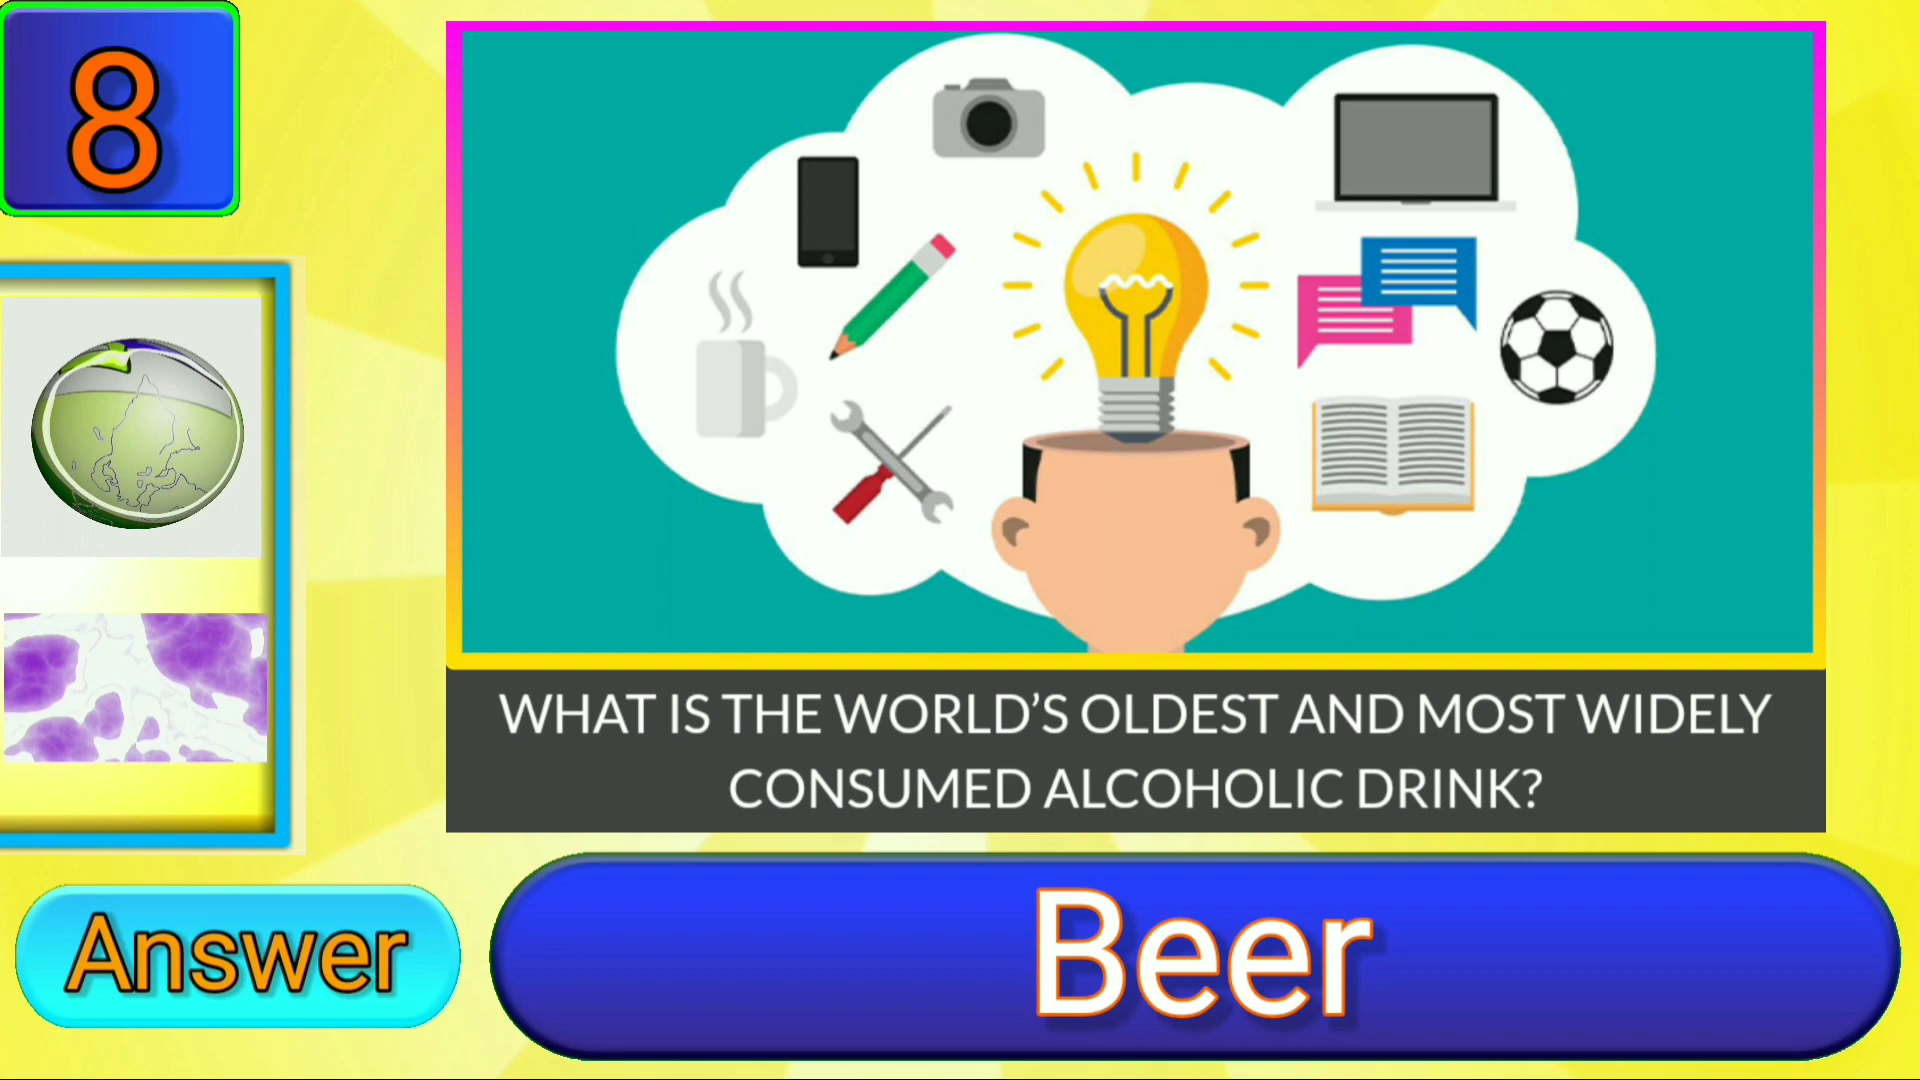 8
WHAT IS THE WORLD’S OLDEST AND MOST WIDELY
CONSUMED ALCOHOLIC DRINK?
Answer
Beer